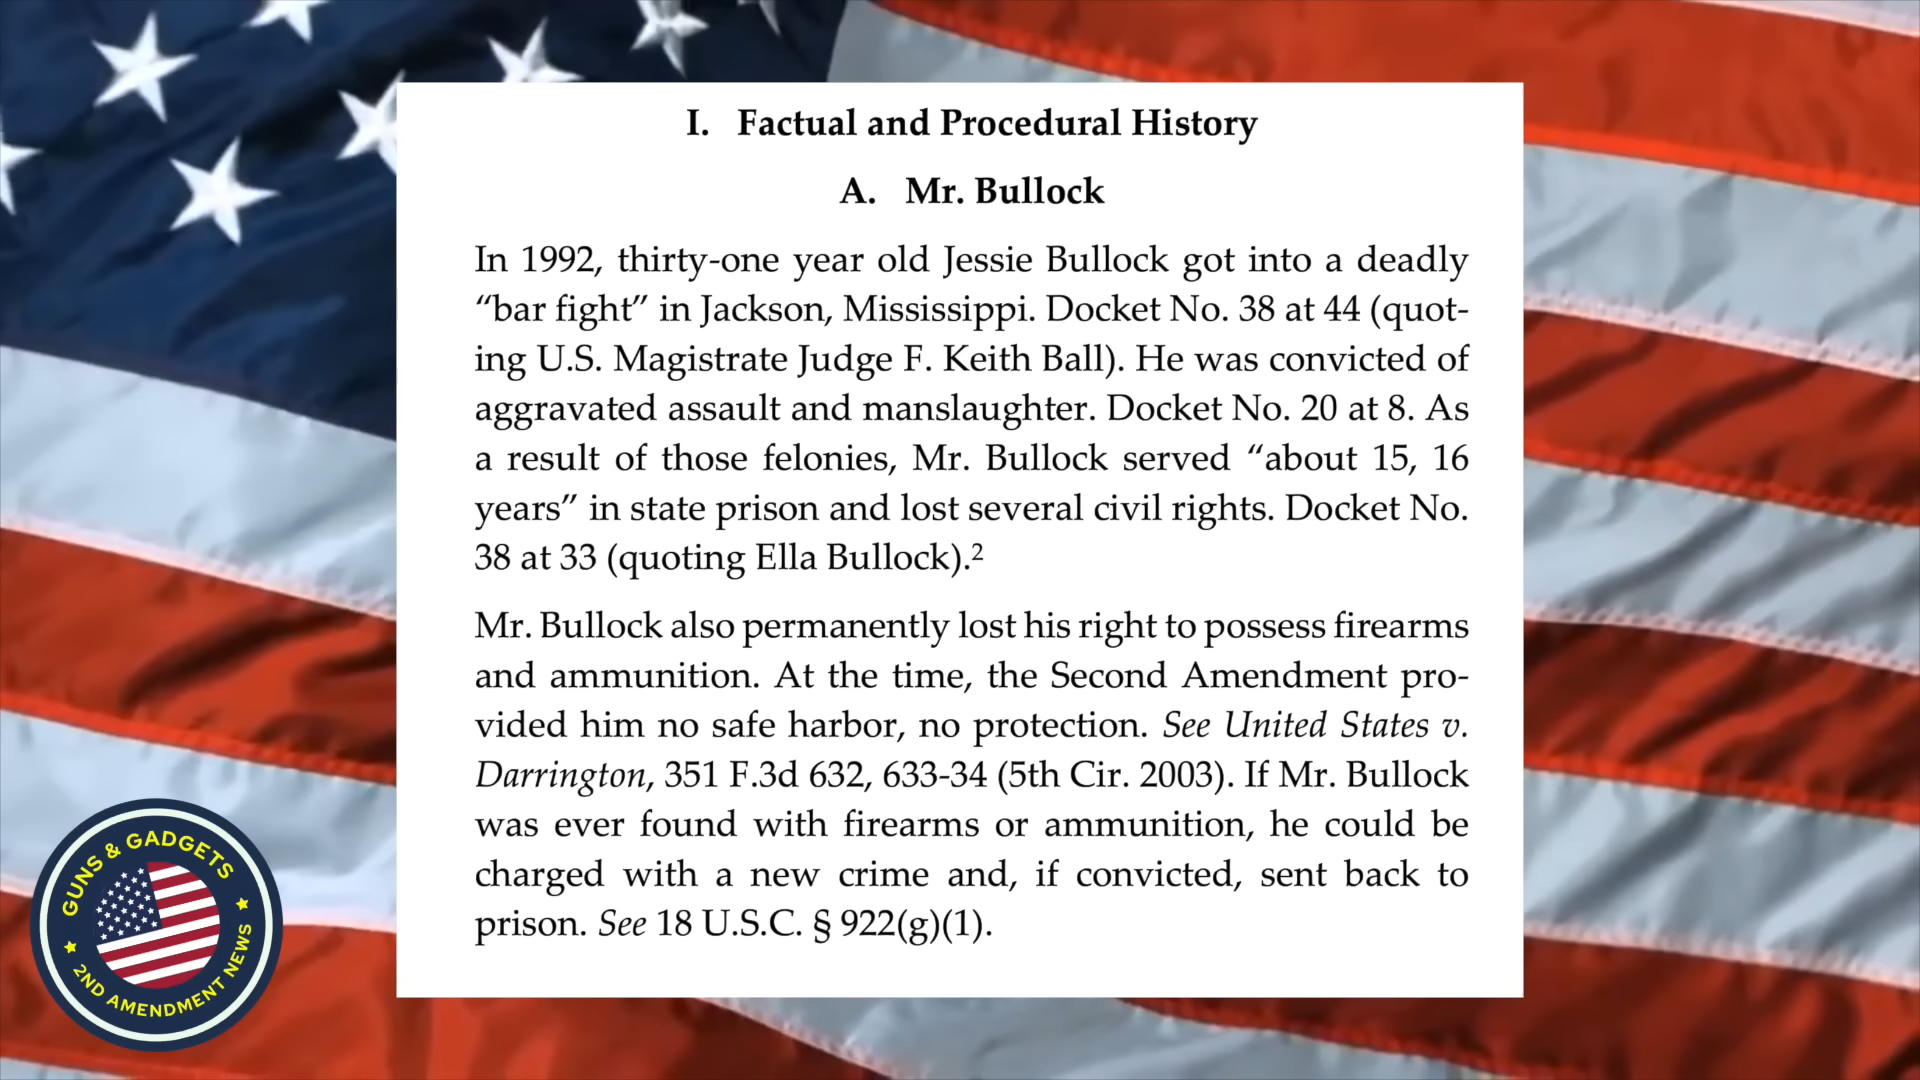 I. Factual and Procedural History
A. Mr. Bullock
In 1992, thirty-one year old Jessie Bullock got into a deadly
“bar fight” in Jackson, Mississippi. Docket No. 38 at 44 (quot-
ing U.S. Magistrate Judge F. Keith Ball). He was convicted of
aggravated assault and manslaughter. Docket No. 20 at 8. As
a result of those felonies, Mr. Bullock served “about 15, 16
years” in state prison and lost several civil rights. Docket No.
38 at 33 (quoting Ella Bullock).²
Mr. Bullock also permanently lost his right to possess firearms
and ammunition. At the time, the Second Amendment pro-
vided him no safe harbor, no protection. See United States v.
Darrington, 351 F.3d 632, 633-34 (5th Cir. 2003). If Mr. Bullock
was ever found with firearms or ammunition, he could be
charged with a new crime and, if convicted, sent back to
prison. See 18 U.S.C. § 922(g)(1).
GUNS & GADGETS
2ND AMENDMENT NEWS